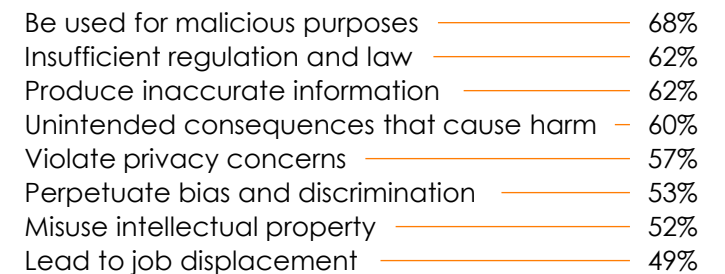 Be used for malicious purposes 68%
Insufficient regulation and law 62%
Produce inaccurate information 62%
Unintended consequences that cause harm 60%
Violate privacy concerns 57%
Perpetuate bias and discrimination 53%
Misuse intellectual property 52%
Lead to job displacement 49%